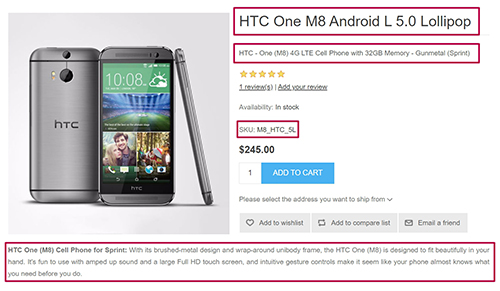 HTC One M8 Android L 5.0 Lollipop
HTC - One (M8) 4G LTE Cell Phone with 32GB Memory - Gunmetal (Sprint)
1 review(s) | Add your review
Availability: In stock
SKU: M8_HTC_5L
$245.00
1 ADD TO CART
Please select the address you want to ship from
Add to wishlist Add to compare list Email a friend
hTC
hTC
HTC One (M8) Cell Phone for Sprint: With its brushed-metal design and wrap-around unibody frame, the HTC One (M8) is designed to fit beautifully in your
hand. It's fun to use with amped up sound and a large Full HD touch screen, and intuitive gesture controls make it seem like your phone almost knows what
you need before you do.